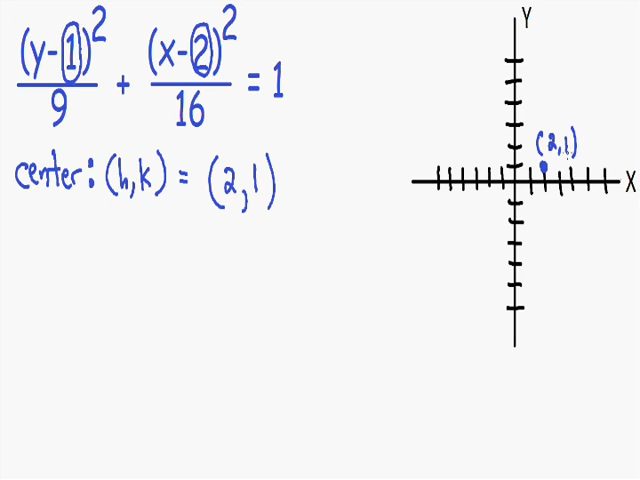 (y-1)²/9 + (x-2)²/16 = 1
center: (h,k) = (2,1)
Y
(2,1)
X